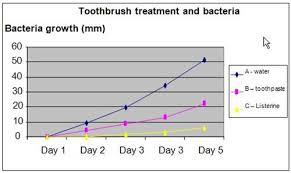 Toothbrush treatment and bacteria
Bacteria growth (mm)
60
50
40
30
20
10
0
Day 1 Day 2 Day 3 Day 3 Day 5
A - water
B – toothpaste
C – Listerine